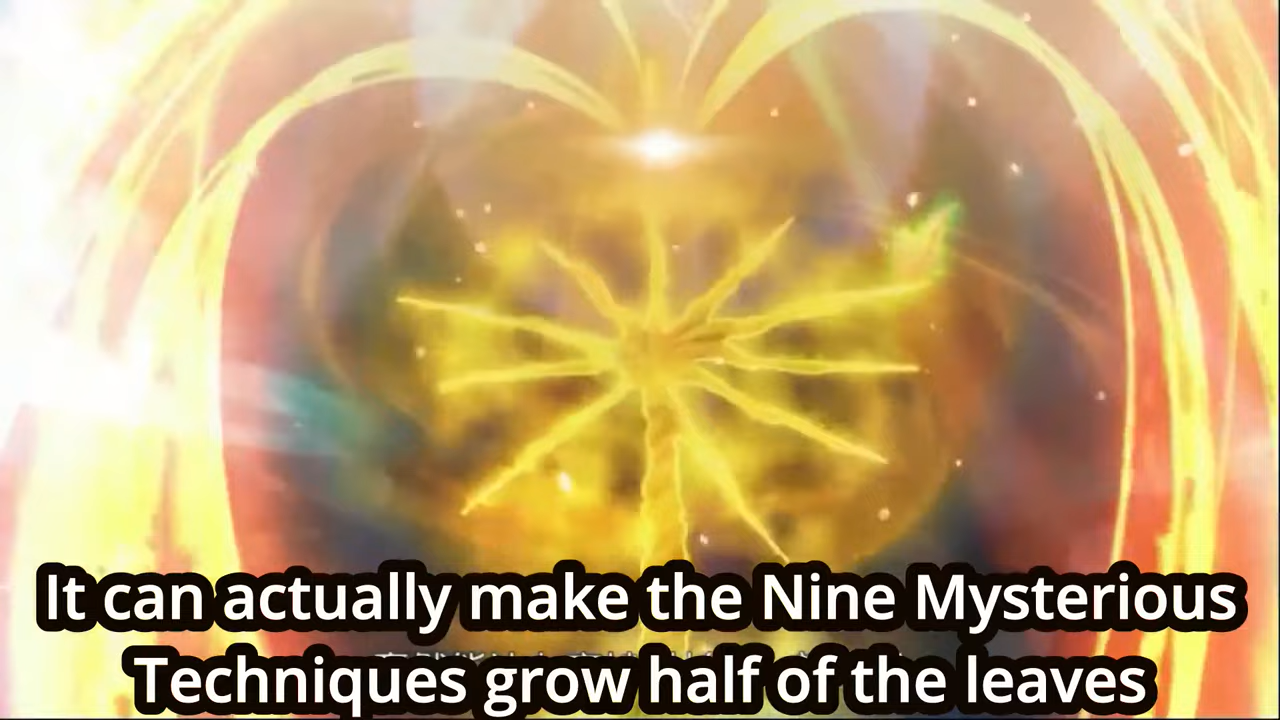 It can actually make the Nine Mysterious
Techniques grow half of the leaves